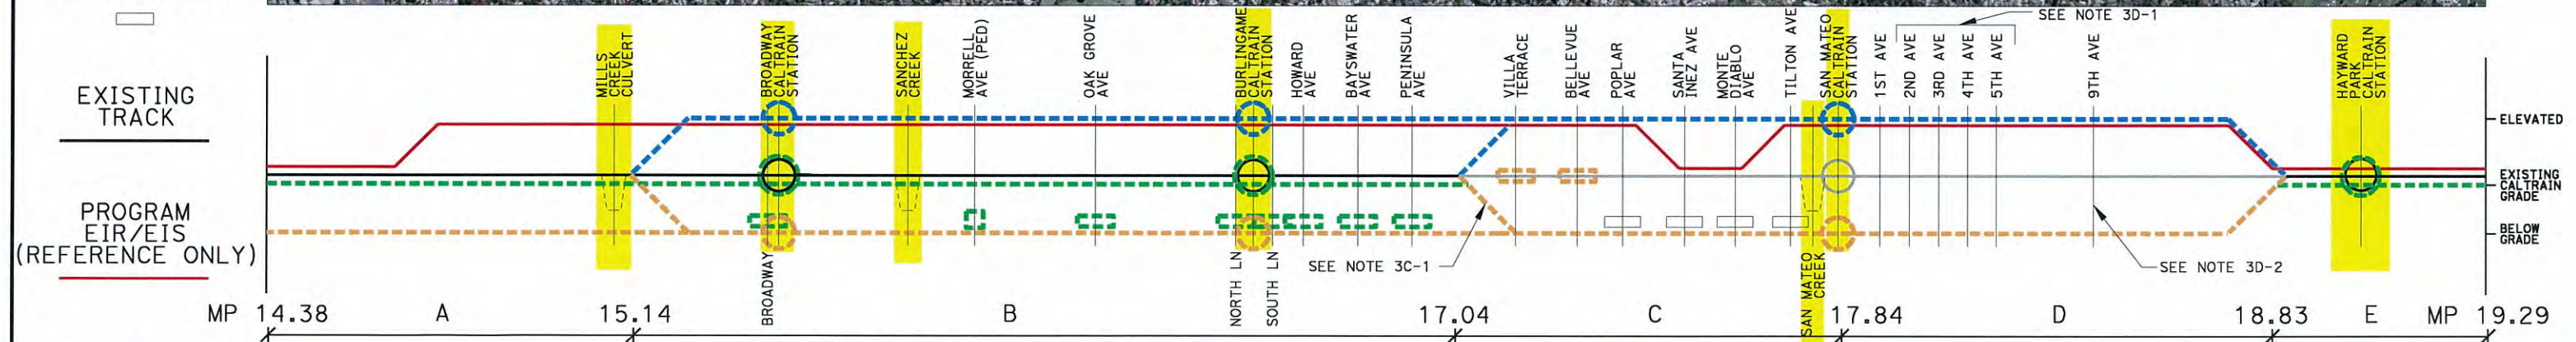 EXISTING
TRACK
PROGRAM
EIR/EIS
(REFERENCE ONLY)
MILLS
CREEK
CULVERT
BROADWAY
CALTRAIN
STATION
SANCHEZ
CREEK
MORRELL
AVE (PED)
OAK GROVE
AVE
BURLINGAME
CALTRAIN
STATION
HOWARD
AVE
BAYSWATER
AVE
PENINSULA
AVE
VILLA
TERRACE
BELLEVUE
AVE
POPLAR
AVE
SANTA
INEZ AVE
MONTE
DIABLO
AVE
TILTON AVE
SAN MATEO
CALTRAIN
STATION
1ST AVE
2ND AVE
3RD AVE
4TH AVE
5TH AVE
SEE NOTE 3D-1
9TH AVE
HAYWARD
PARK
CALTRAIN
STATION
ELEVATED
EXISTING
CALTRAIN
GRADE
BELOW
GRADE
BROADWAY
NORTH LN
SOUTH LN
SEE NOTE 3C-1
SAN MATEO
CREEK
SEE NOTE 3D-2
MP 14.38 A 15.14 B 17.04 C 17.84 D 18.83 E MP 19.29